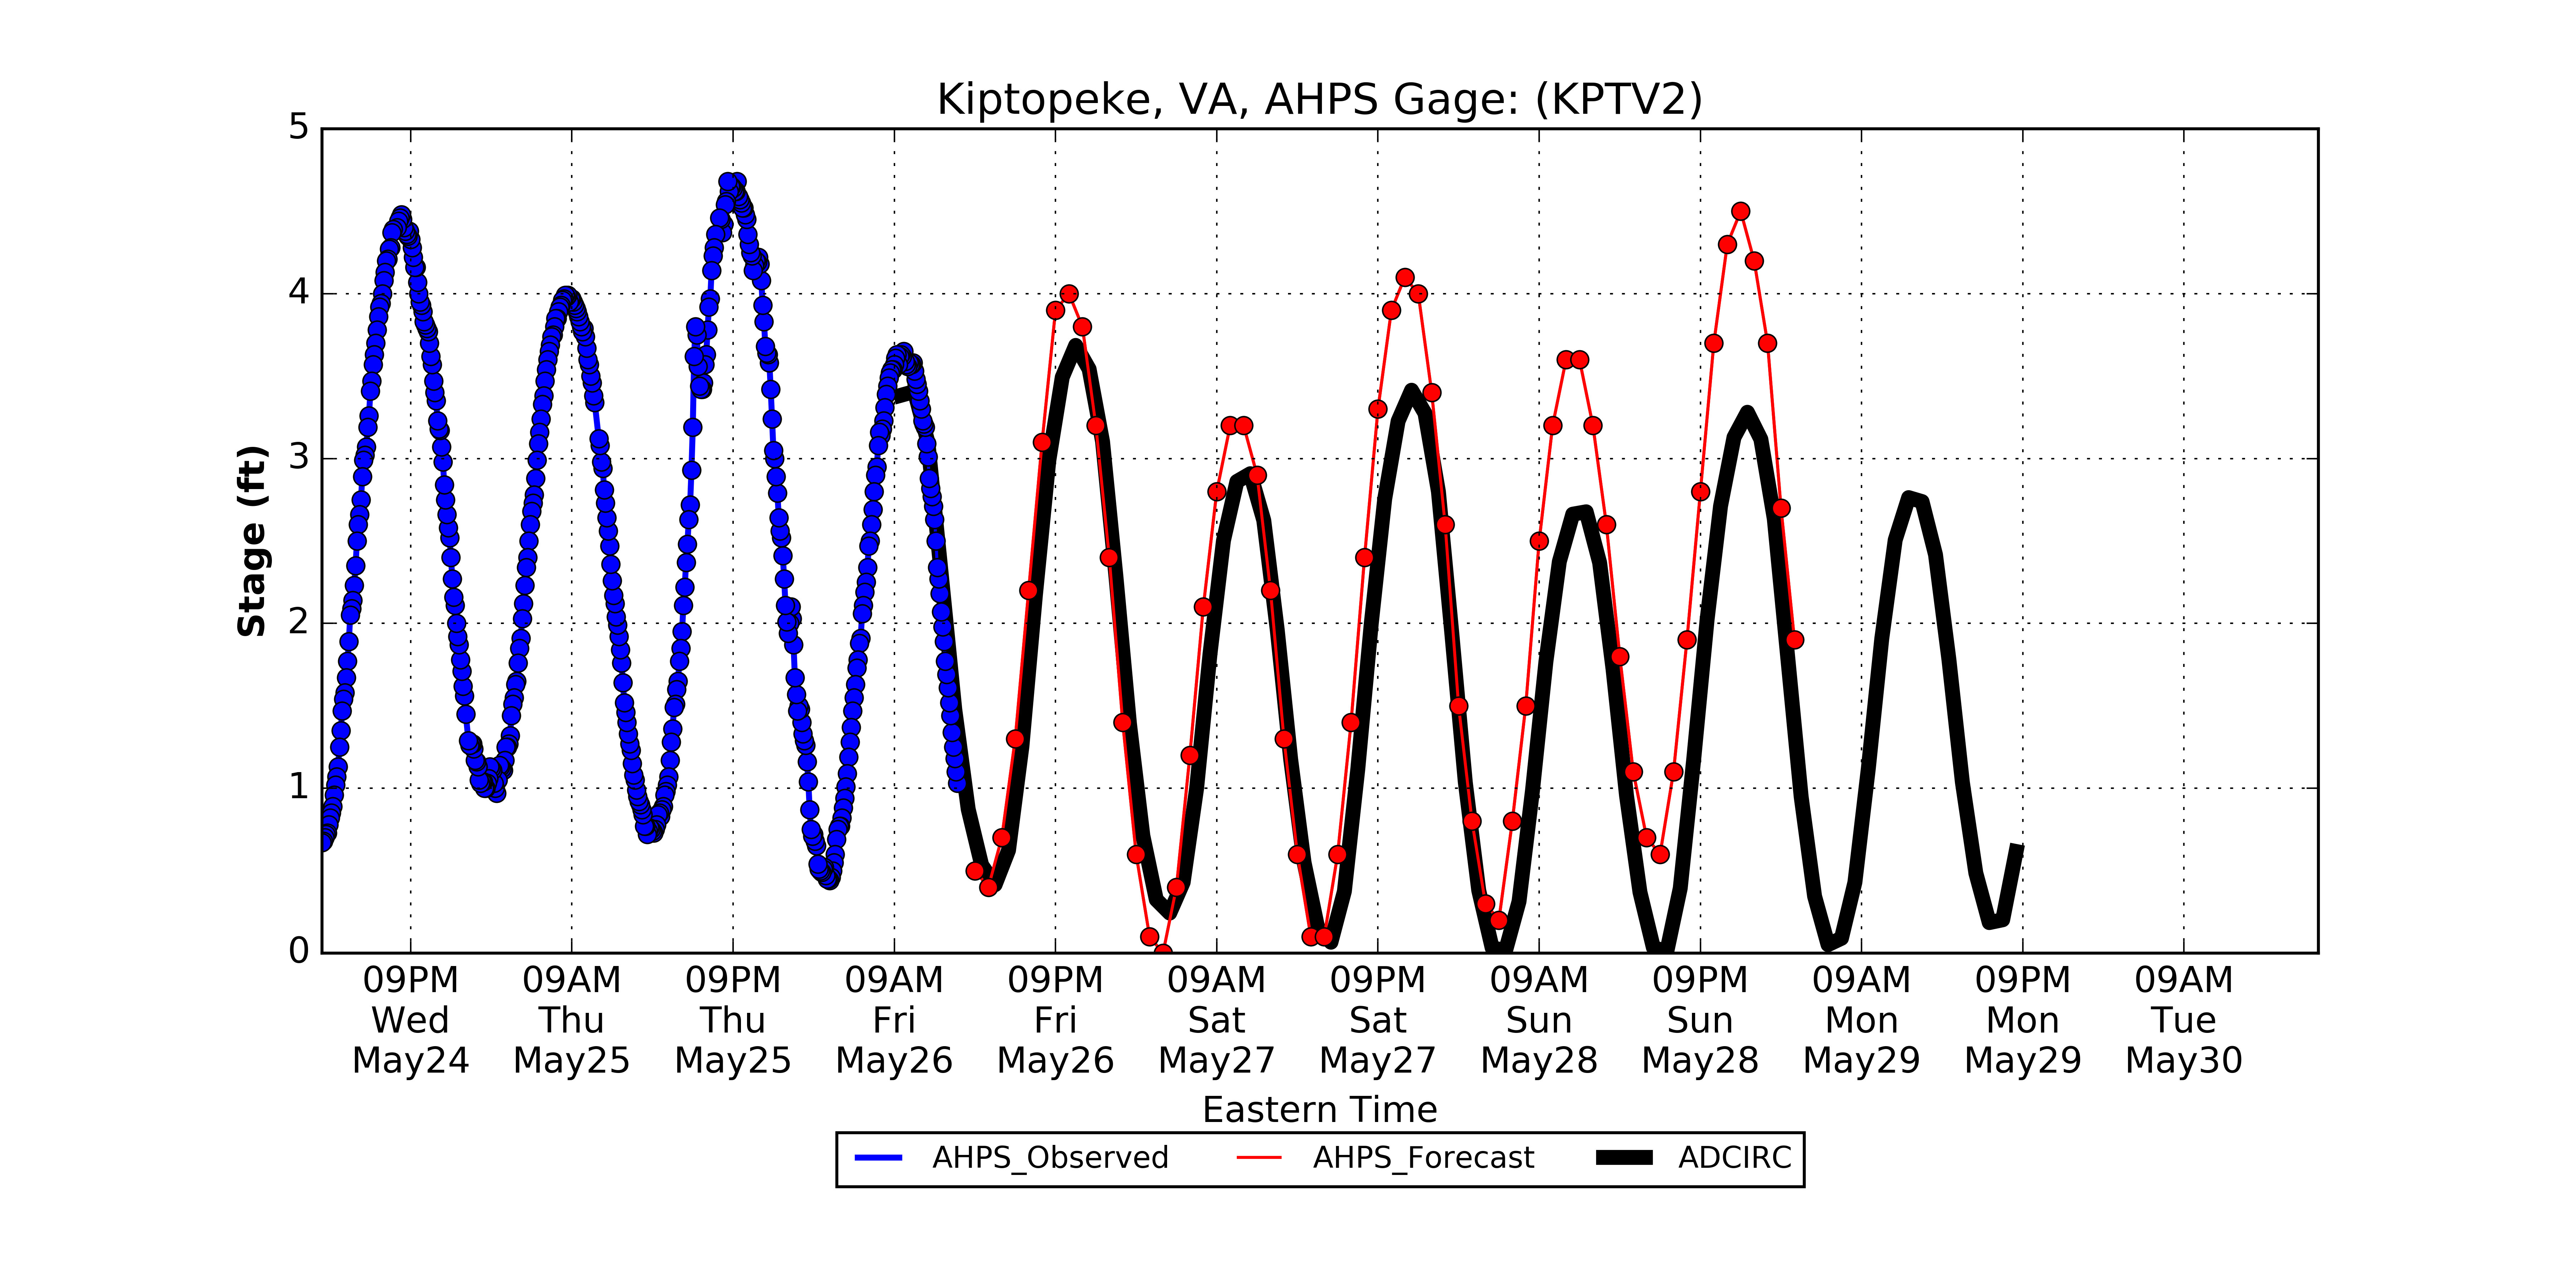 Kiptopeke, VA, AHPS Gage: (KPTV2)
5
4
3
2
1
0
Stage (ft)
09PM 09AM 09PM 09AM 09PM 09AM 09PM 09AM 09PM 09AM 09PM 09AM
Wed Thu Thu Fri Fri Sat Sat Sun Sun Mon Mon Tue
May24 May25 May25 May26 May26 May27 May27 May28 May28 May29 May29 May30
Eastern Time
AHPS_Observed AHPS_Forecast ADCIRC